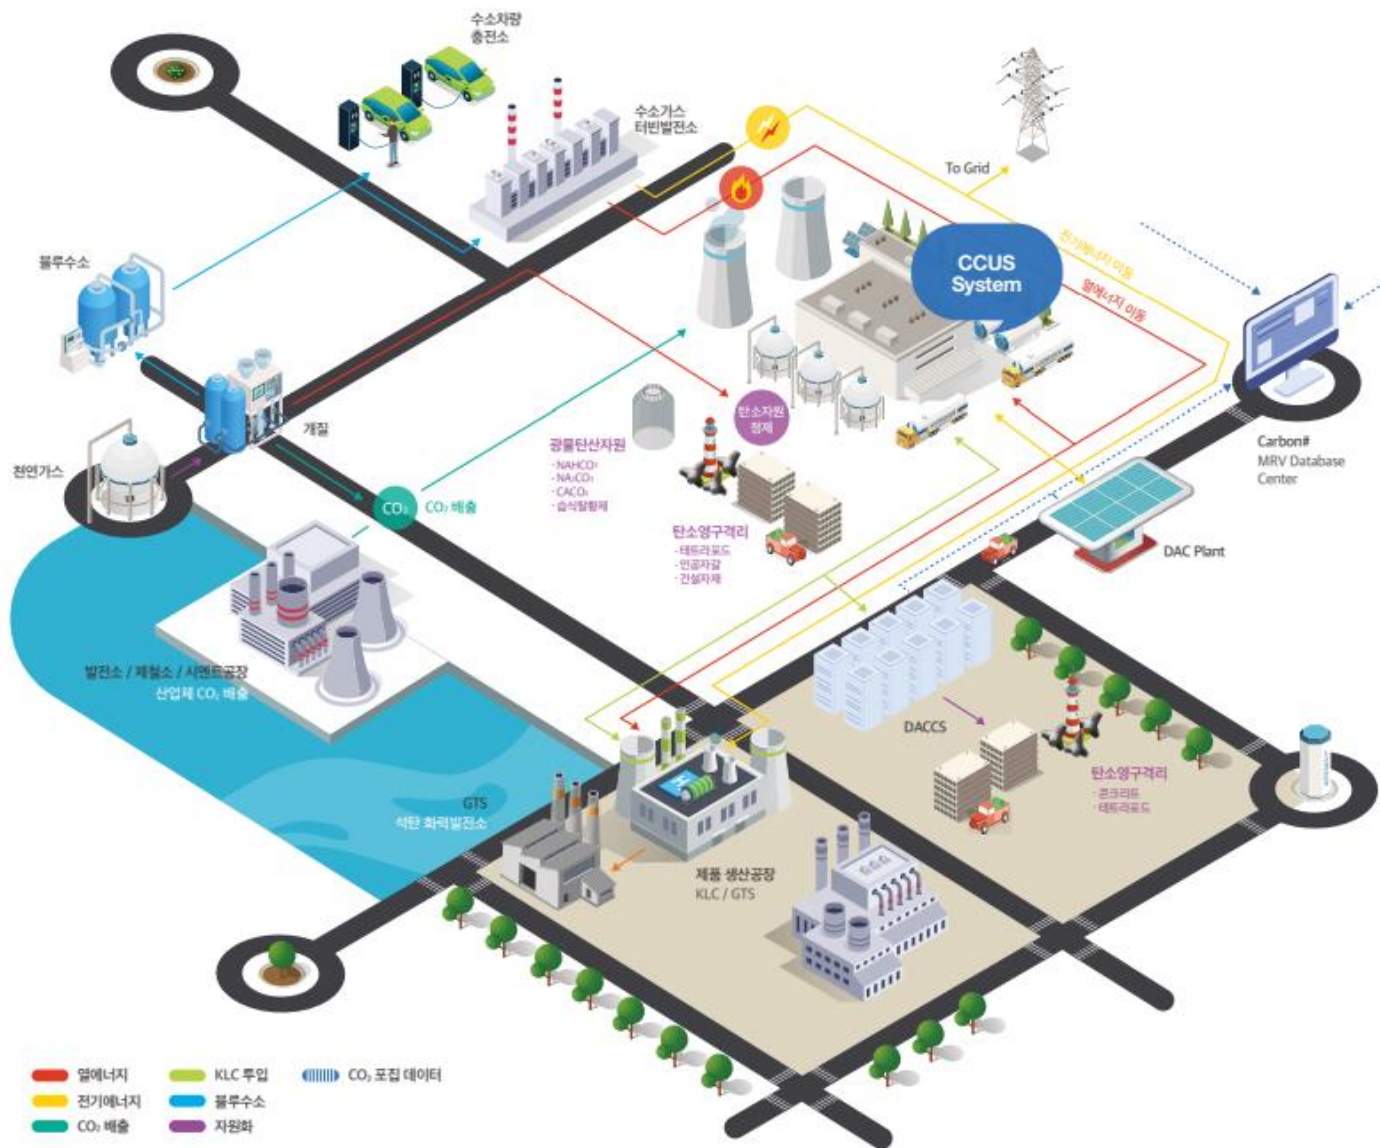 수소차량
충전소
수소가스
터빈발전소
To Grid
전기에너지 이동
열에너지 이동
CCUS
System
블루수소
개질
천연가스
CO₂
CO₂ 배출
탄소자원
점재
광물탄산자원
· NAHCO₃
· NA₂CO₃
· CACO₃
· 습식탈황제
탄소영구격리
· 테트라포드
· 인공자갈
· 건설자재
Carbon#
MRV Database
Center
DAC Plant
발전소 / 제철소 / 시멘트공장
산업체 CO₂ 배출
DACCS
탄소영구격리
· 콘크리트
· 테트라포드
GTS
석탄 화력발전소
제품 생산공장
KLC / GTS
열에너지
KLC 투입
CO₂ 포집 데이터
전기에너지
블루수소
CO₂ 배출
자원화